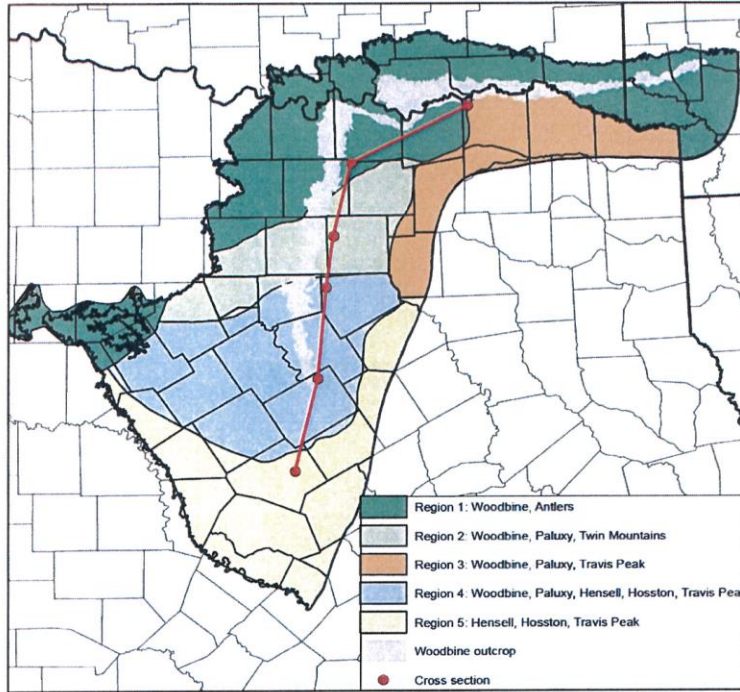 Region 1: Woodbine, Antlers
Region 2: Woodbine, Paluxy, Twin Mountains
Region 3: Woodbine, Paluxy, Travis Peak
Region 4: Woodbine, Paluxy, Hensell, Hosston, Travis Pea
Region 5: Hensell, Hosston, Travis Peak
Woodbine outcrop
Cross section